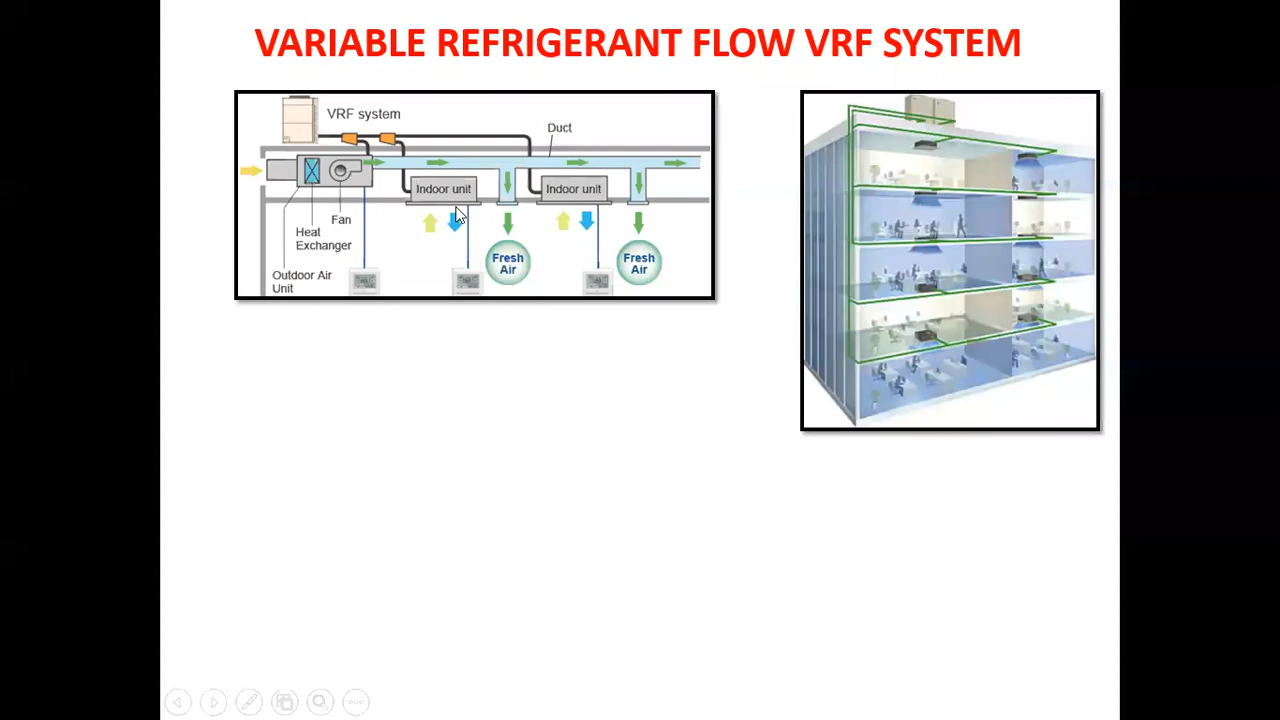 VARIABLE REFRIGERANT FLOW VRF SYSTEM
VRF system
Duct
Indoor unit
Indoor unit
Fan
Heat
Exchanger
Outdoor Air
Unit
Fresh
Air
Fresh
Air